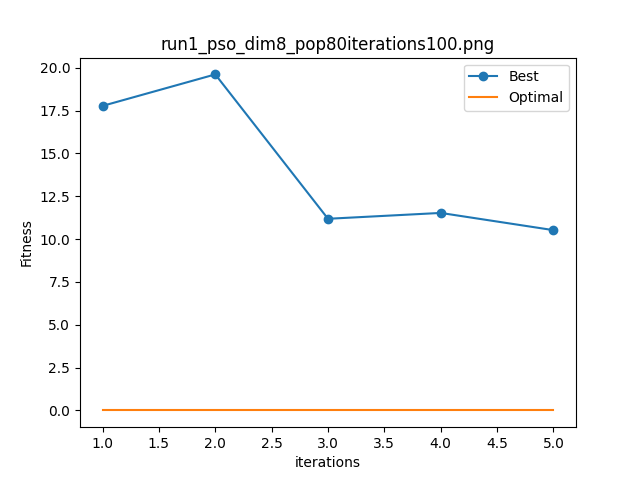 run1_pso_dim8_pop80iterations100.png
Best
Optimal
20.0
17.5
15.0
12.5
10.0
7.5
5.0
2.5
0.0
Fitness
1.0 1.5 2.0 2.5 3.0 3.5 4.0 4.5 5.0
iterations